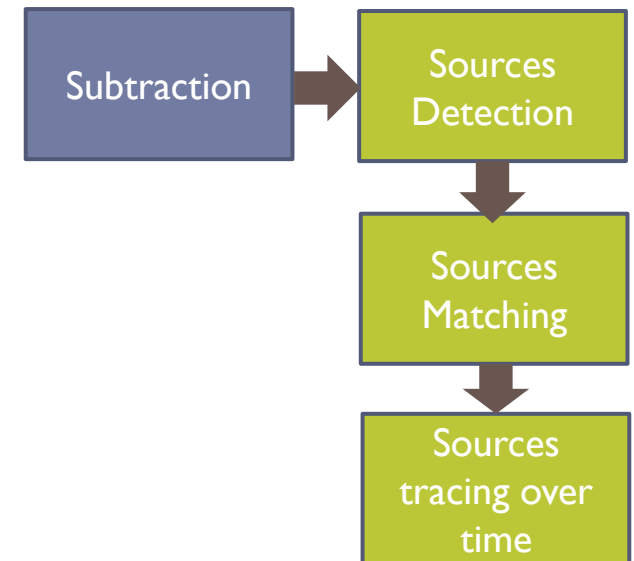 Subtraction
Sources
Detection
Sources
Matching
Sources
tracing over
time